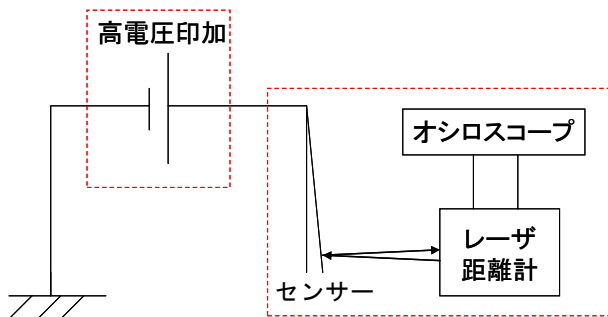 高電圧印加
オシロスコープ
レーザ
距離計
センサー